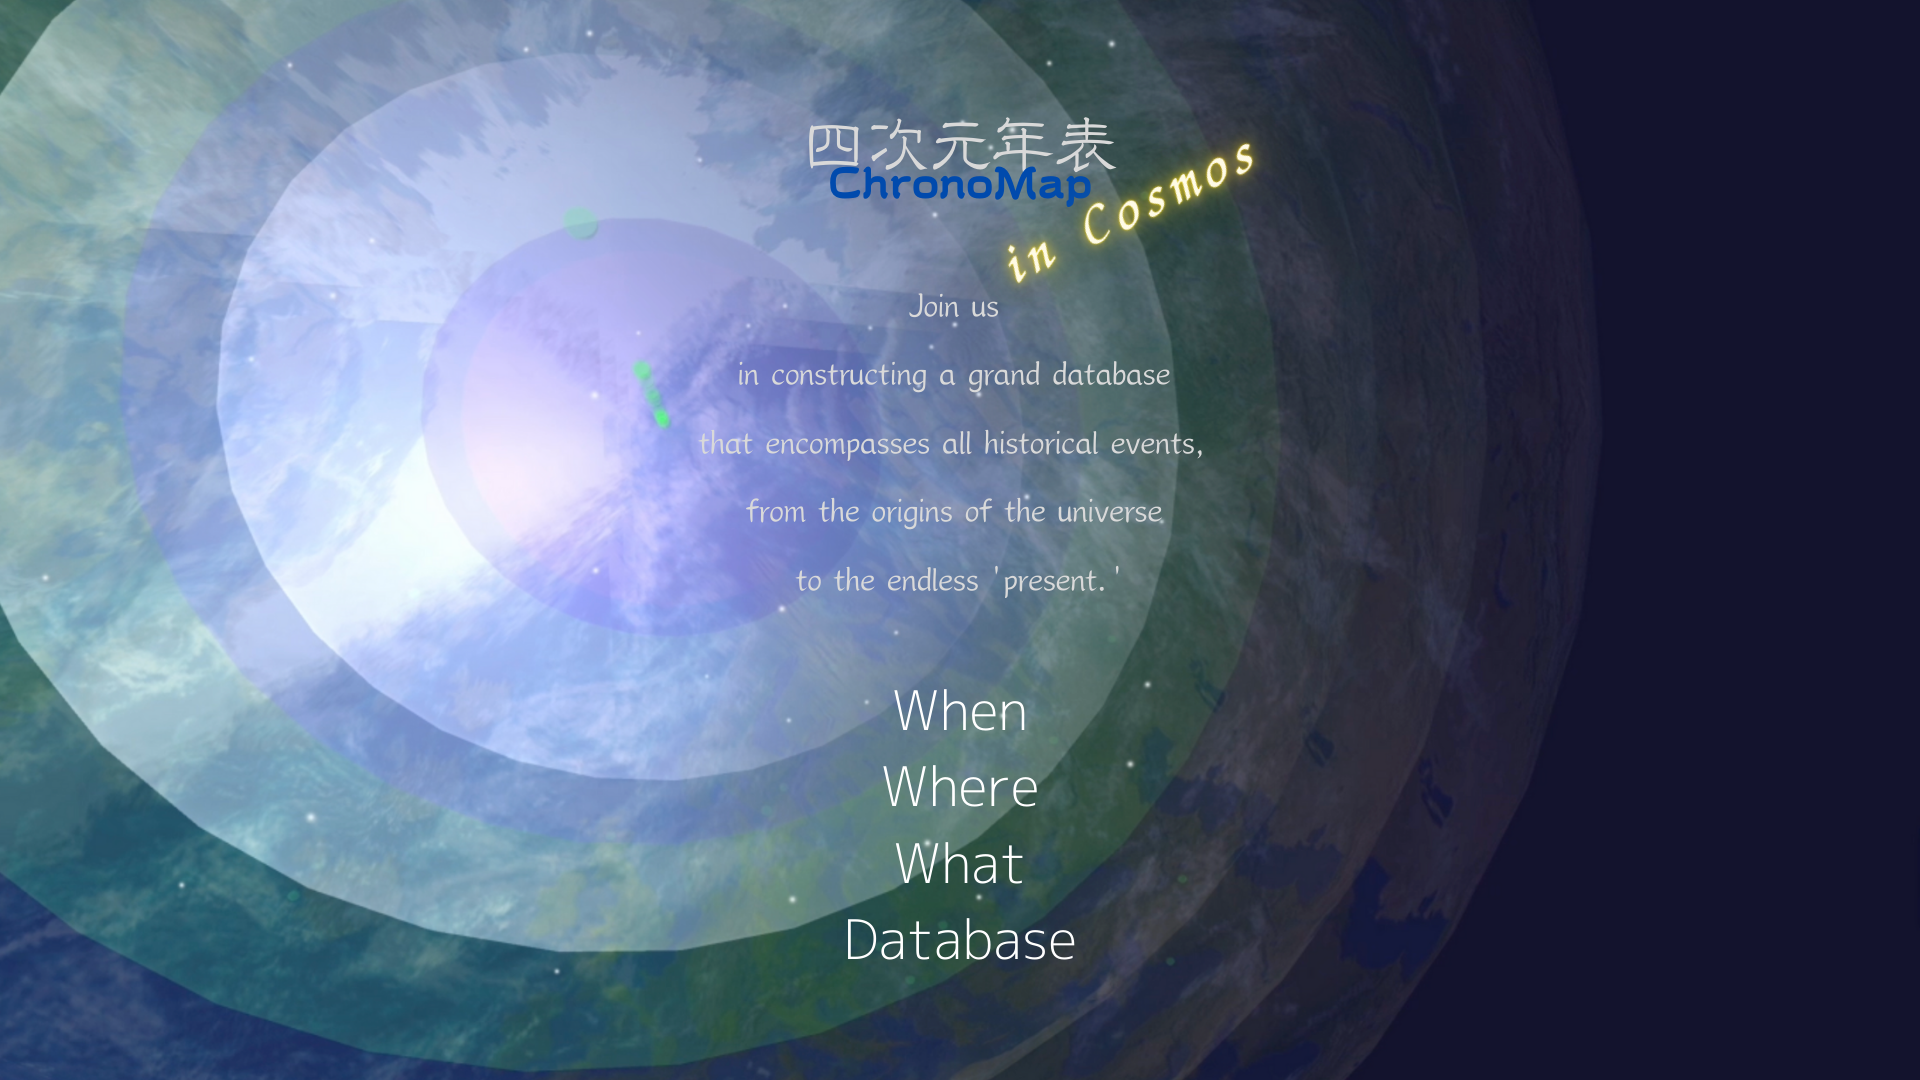 四次元年表
ChronoMap
in Cosmos
Join us
in constructing a grand database
that encompasses all historical events,
from the origins of the universe
to the endless 'present.'
When
Where
What
Database